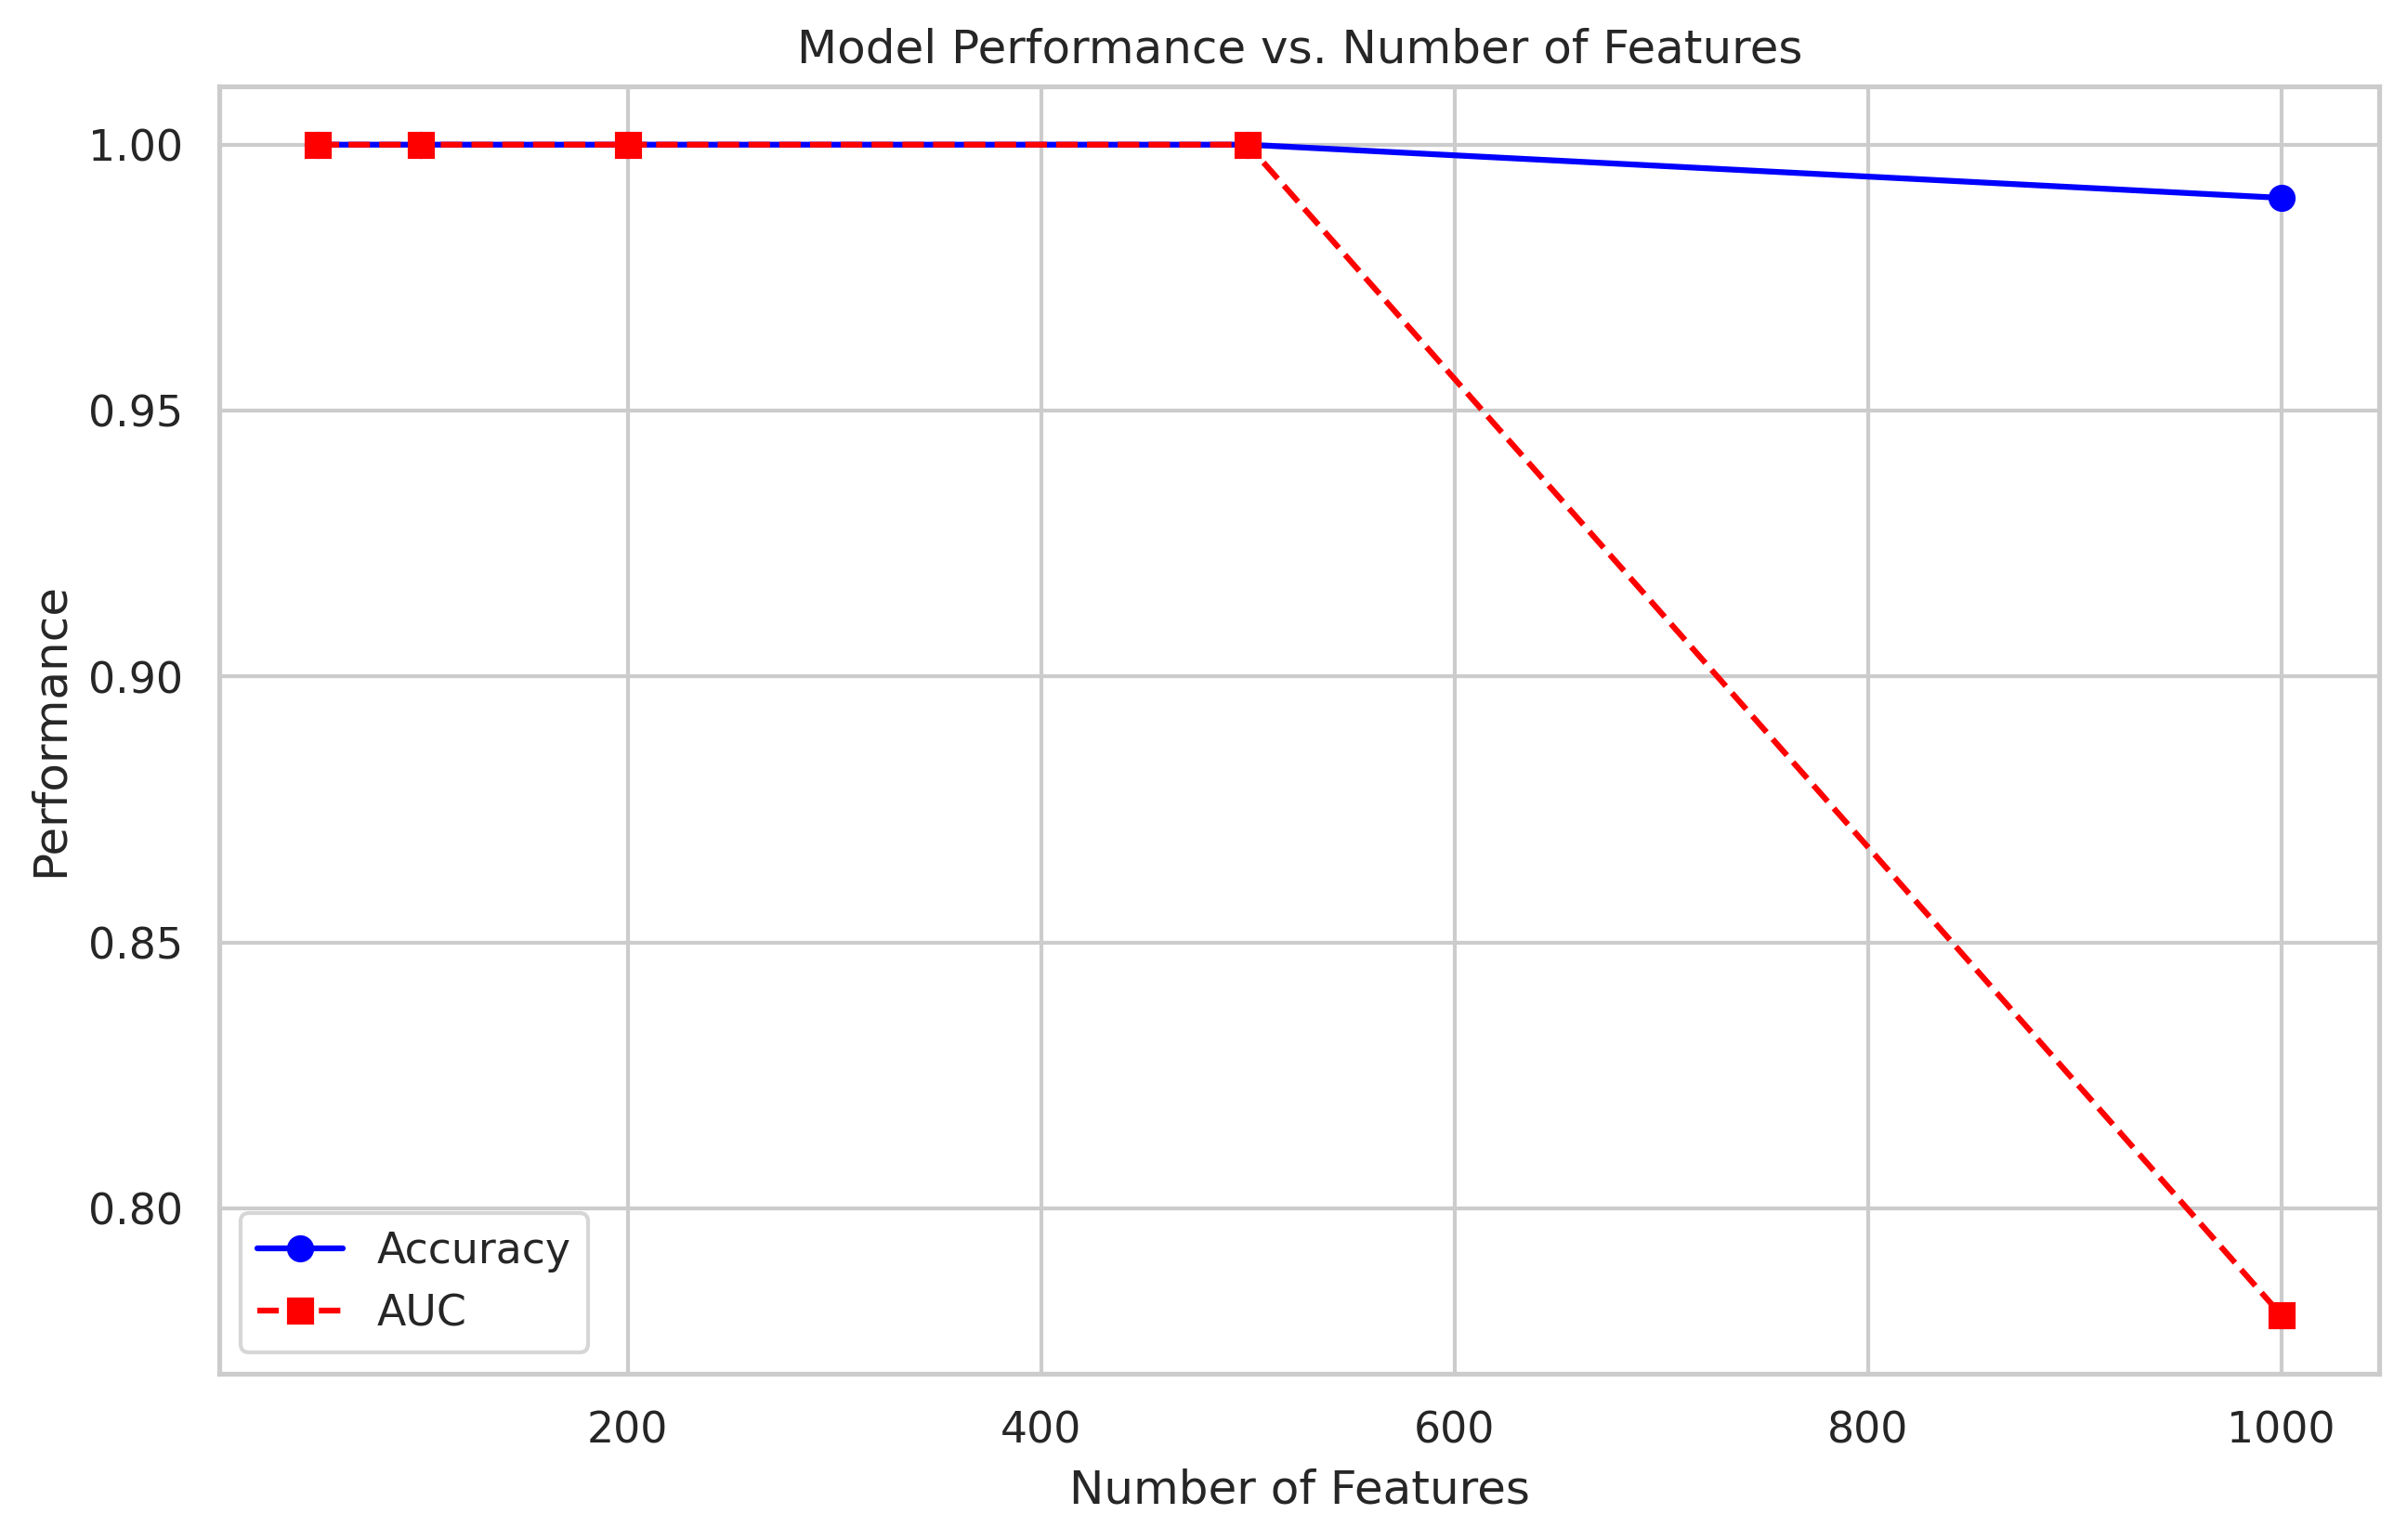 Model Performance vs. Number of Features
1.00
0.95
0.90
0.85
0.80
Performance
Accuracy
AUC
200
400
600
800
1000
Number of Features